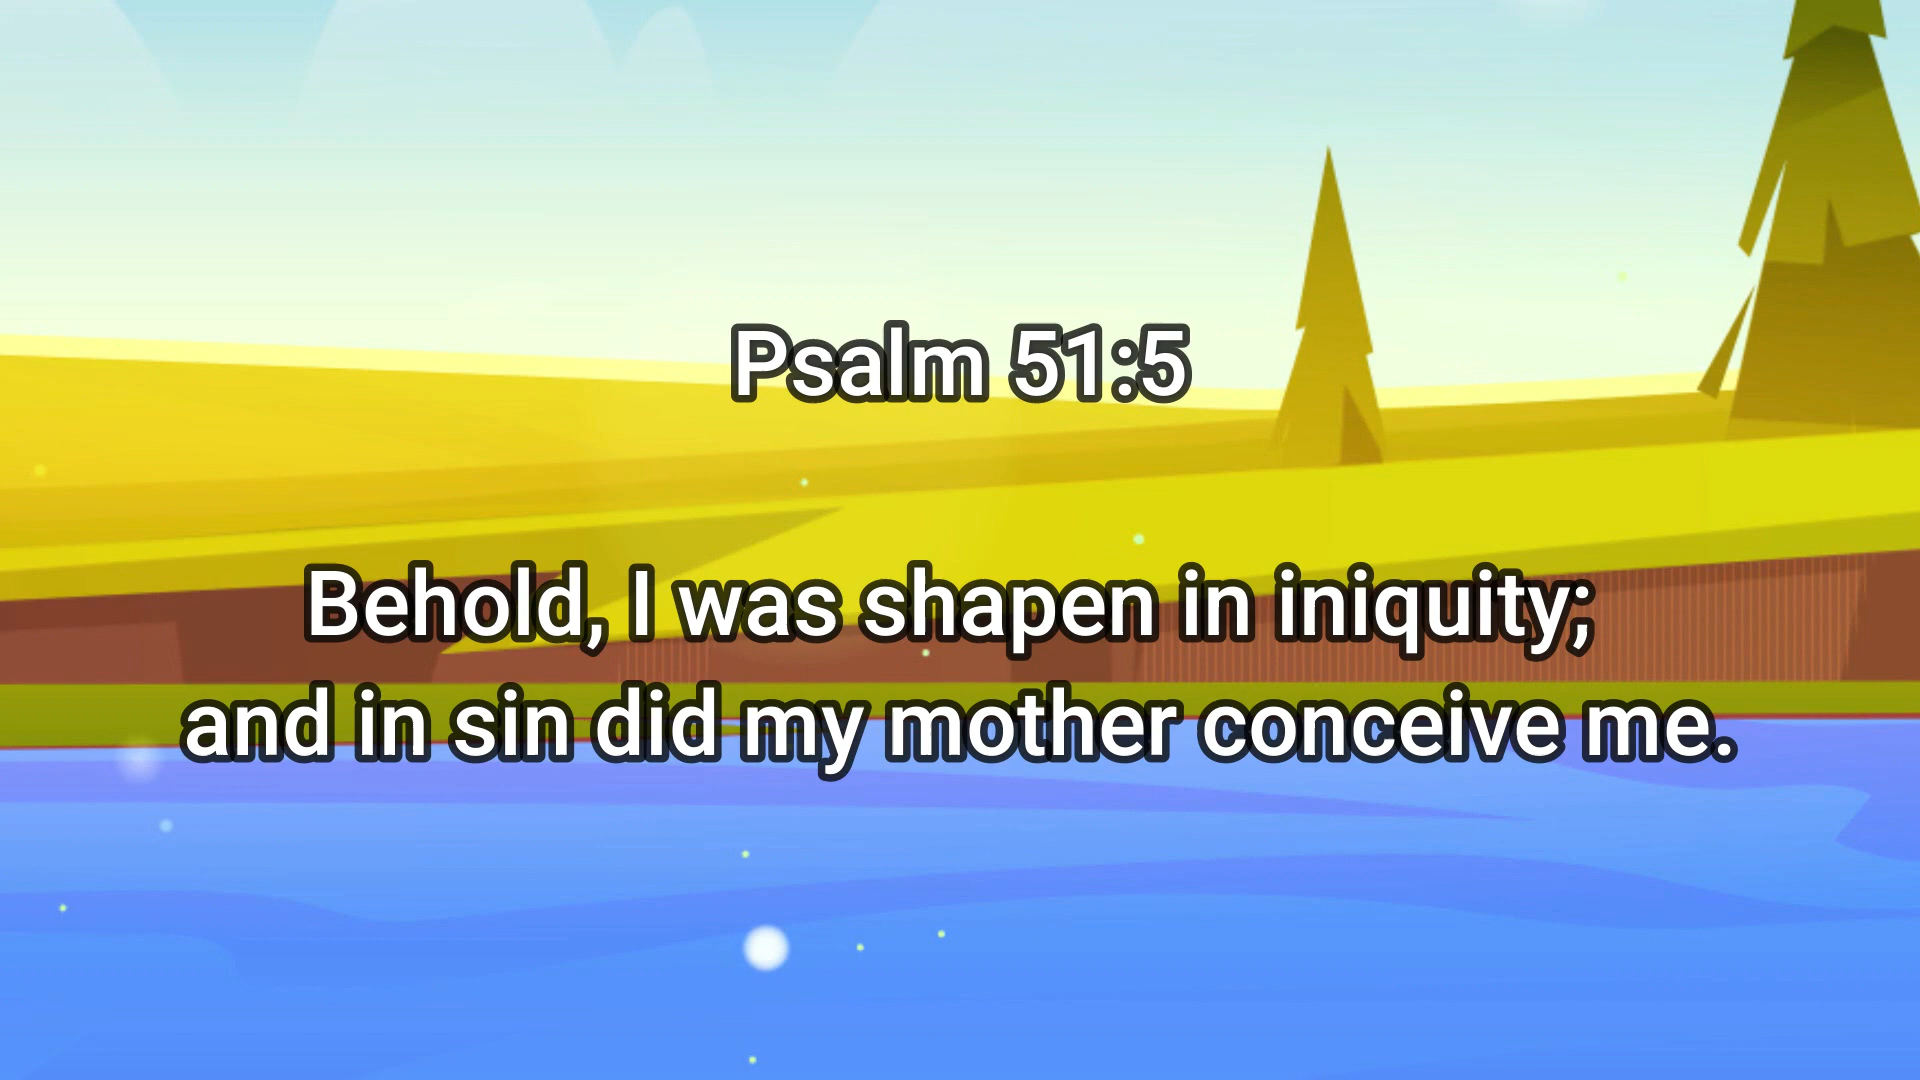 Psalm 51:5
Behold, I was shapen in iniquity;
and in sin did my mother conceive me.